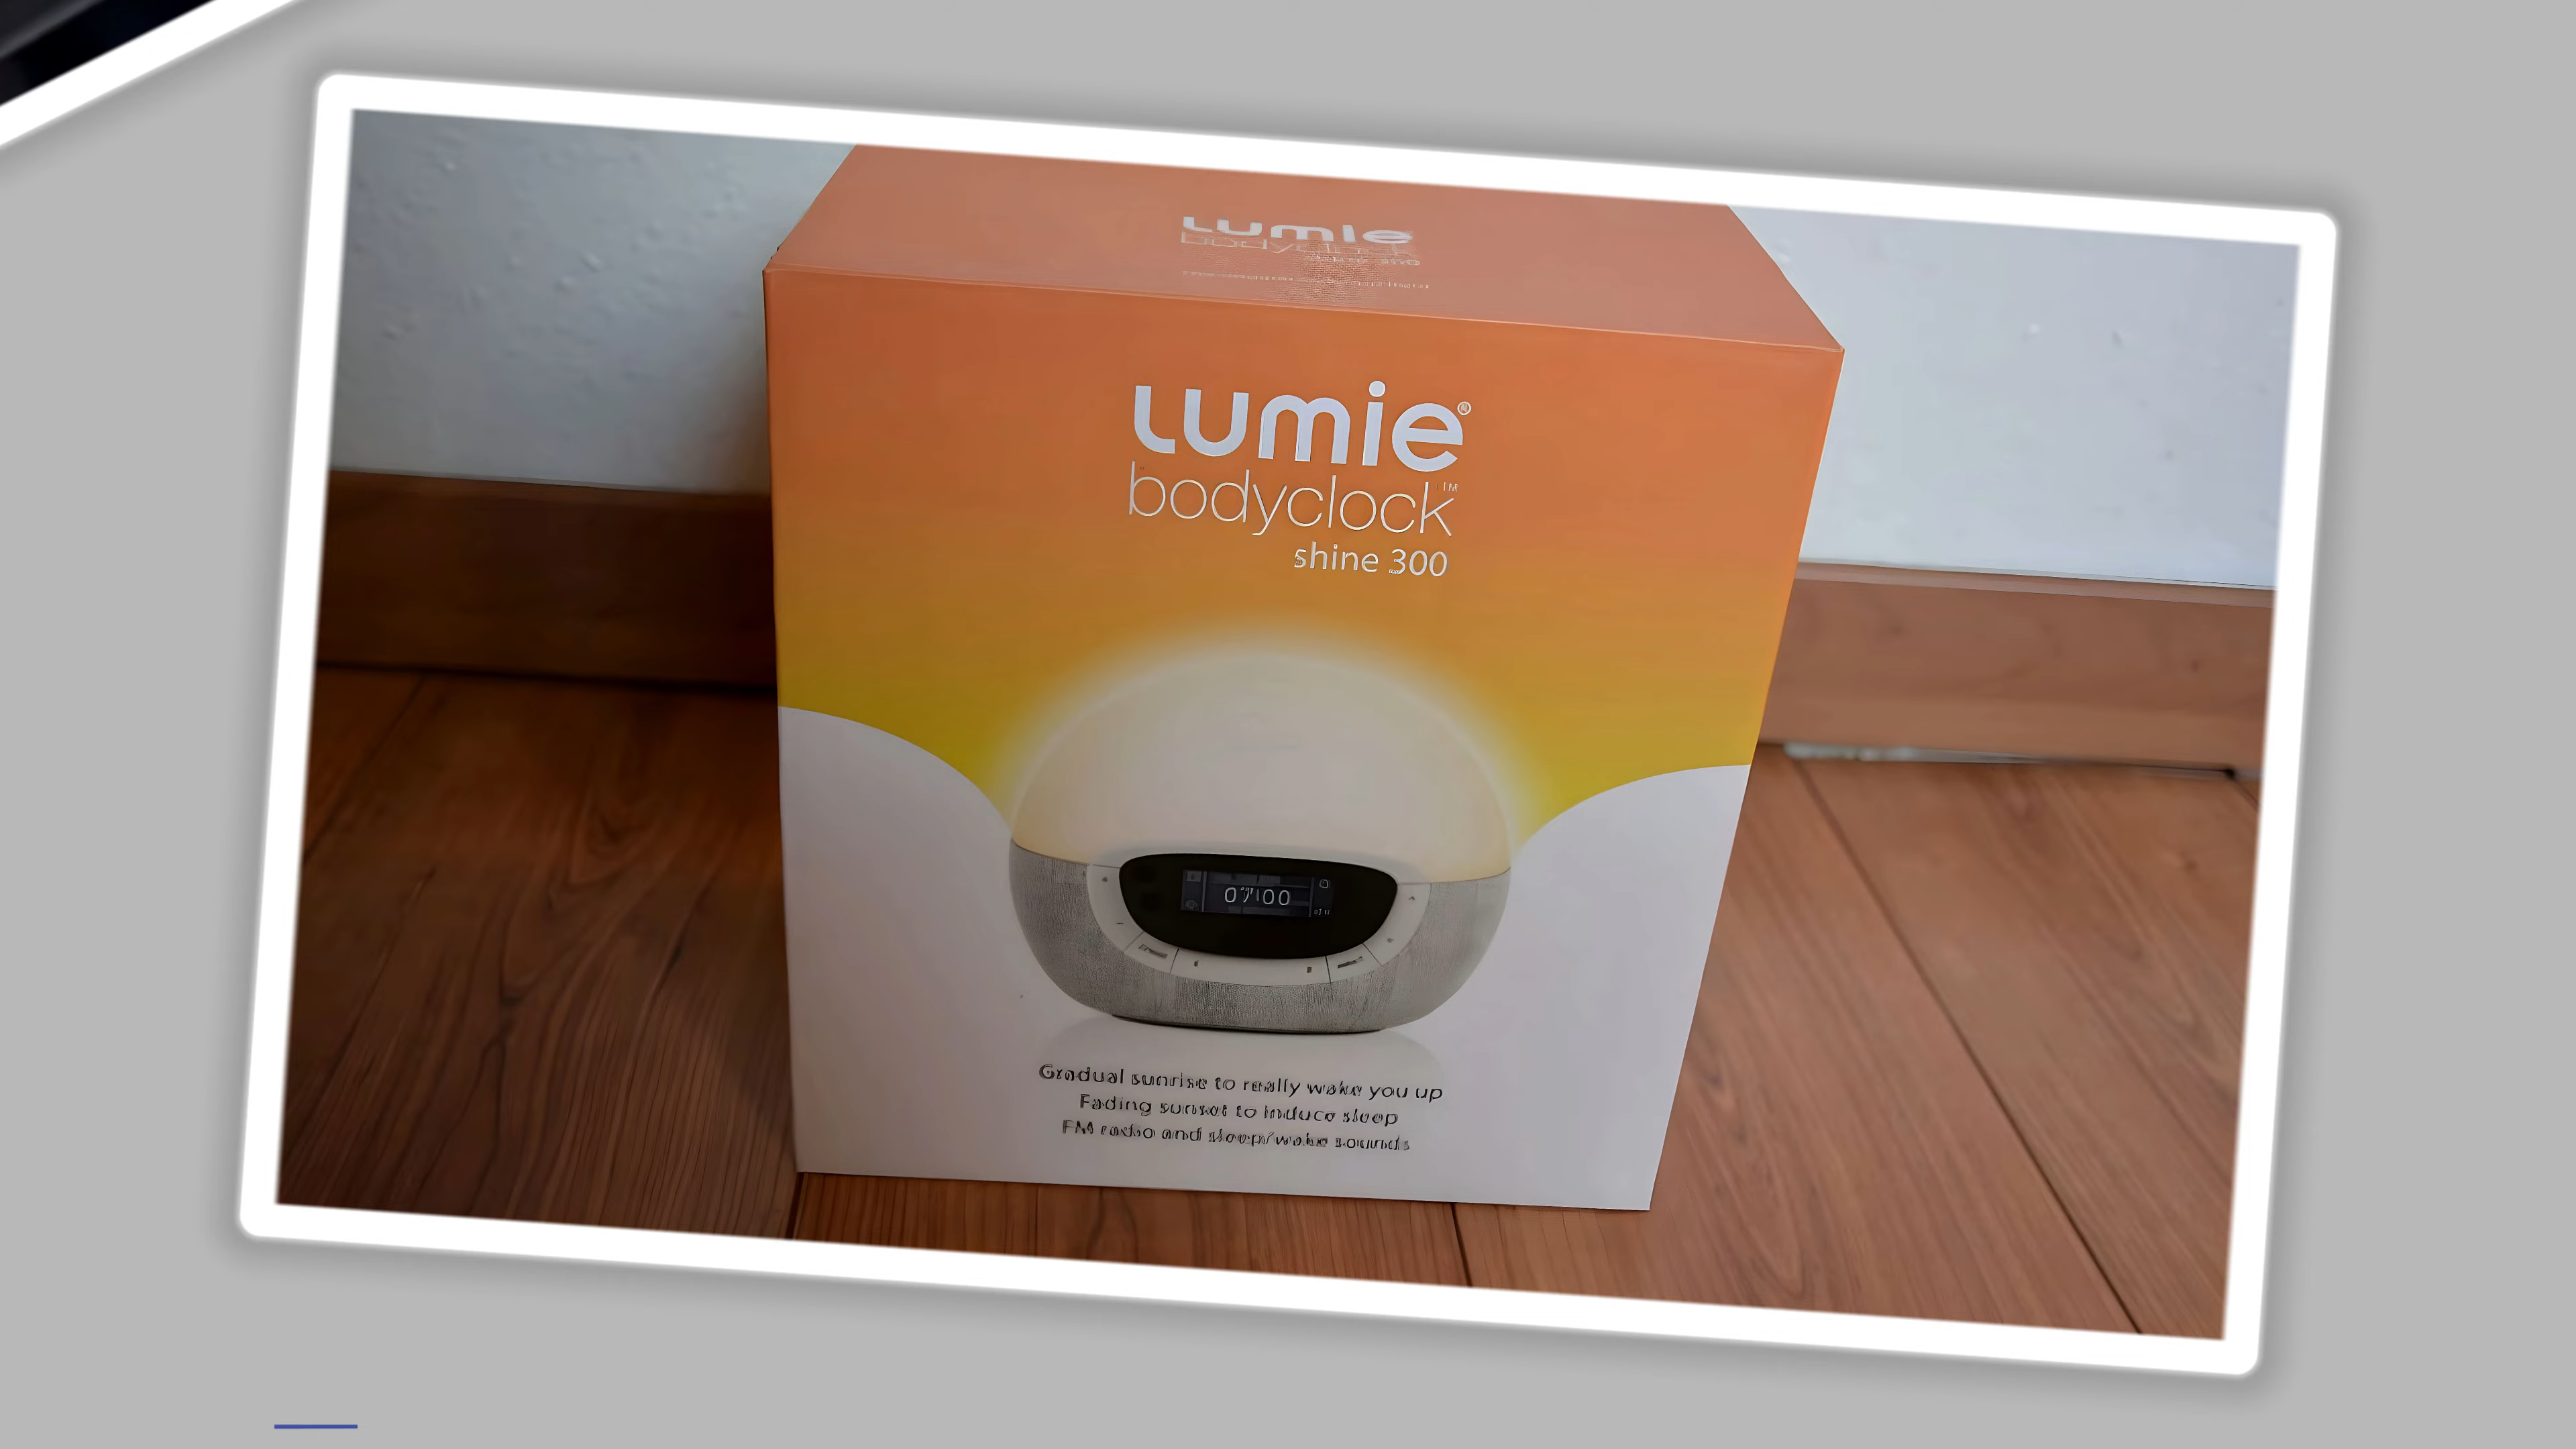 Lumie
bodyclock
Lumie®
bodyclock™
shine 300
07:00
Gradual sunrise to really wake you up
Fading sunset to induce sleep
FM radio and sleep/wake sounds